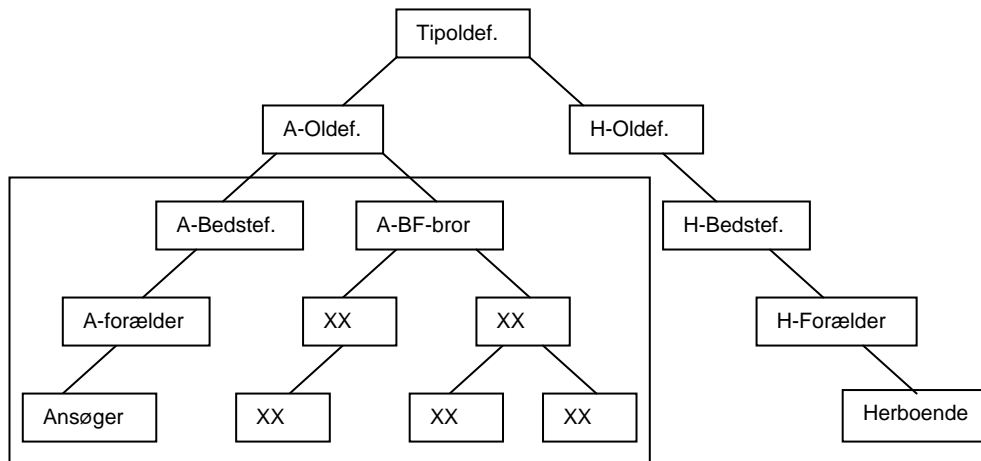 Tipoldef.
A-Oldef.
H-Oldef.
A-Bedstef.
A-BF-bror
H-Bedstef.
A-forælder
XX
XX
H-Forælder
Ansøger
XX
XX
XX
Herboende